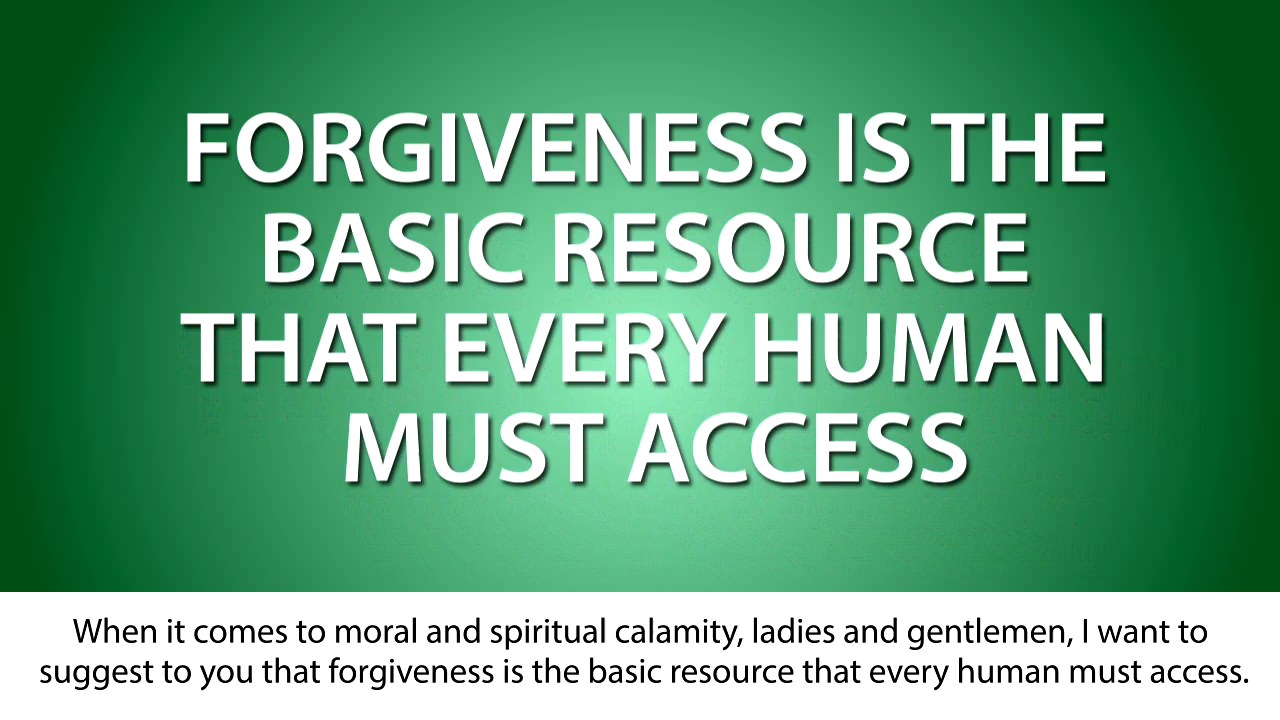 FORGIVENESS IS THE
BASIC RESOURCE
THAT EVERY HUMAN
MUST ACCESS
When it comes to moral and spiritual calamity, ladies and gentlemen, I want to
suggest to you that forgiveness is the basic resource that every human must access.